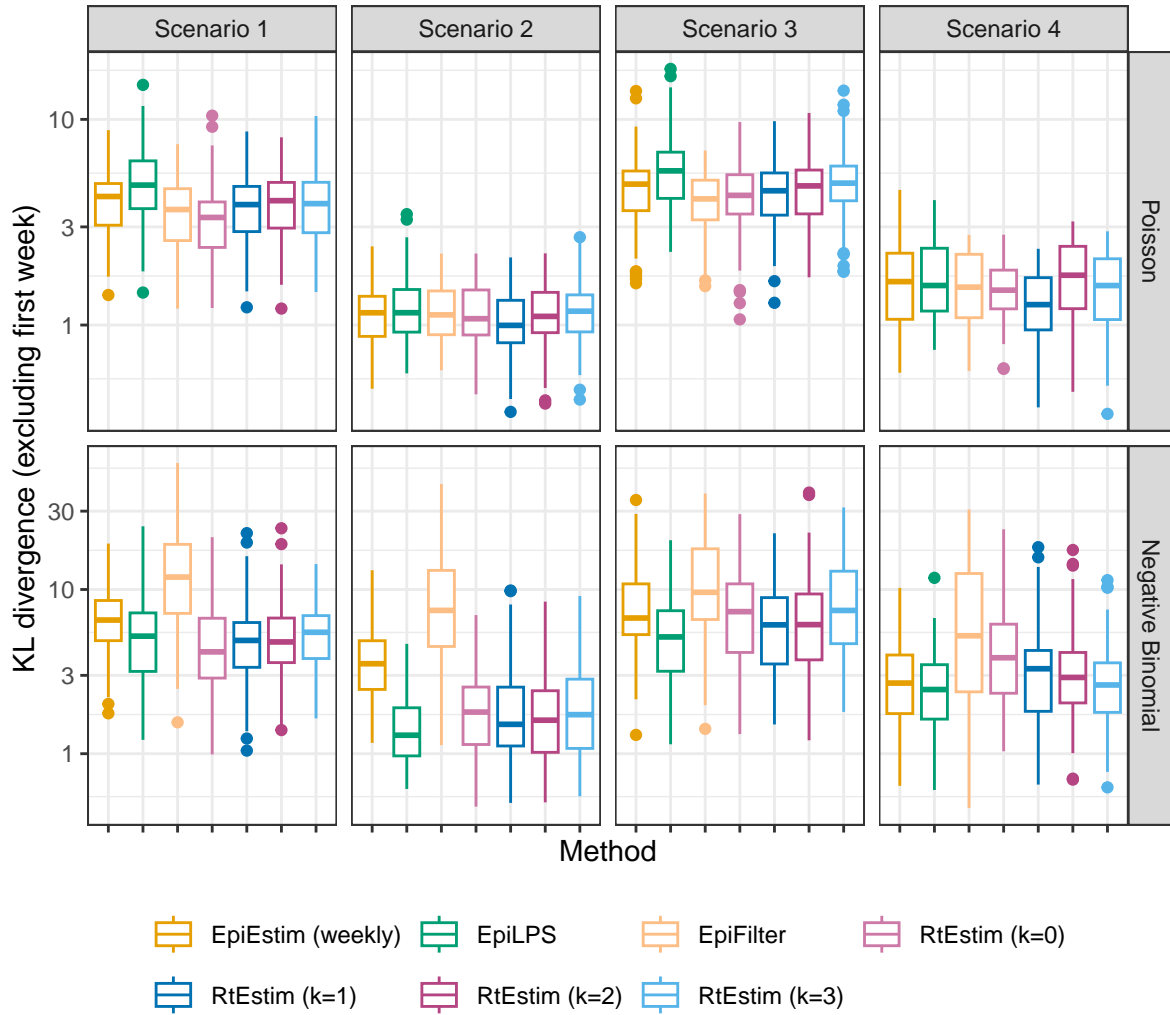 Scenario 1
Scenario 2
Scenario 3
Scenario 4
KL divergence (excluding first week)
10
3
1
Poisson
30
10
3
1
Negative Binomial
Method
EpiEstim (weekly)
EpiLPS
EpiFilter
RtEstim (k=0)
RtEstim (k=1)
RtEstim (k=2)
RtEstim (k=3)